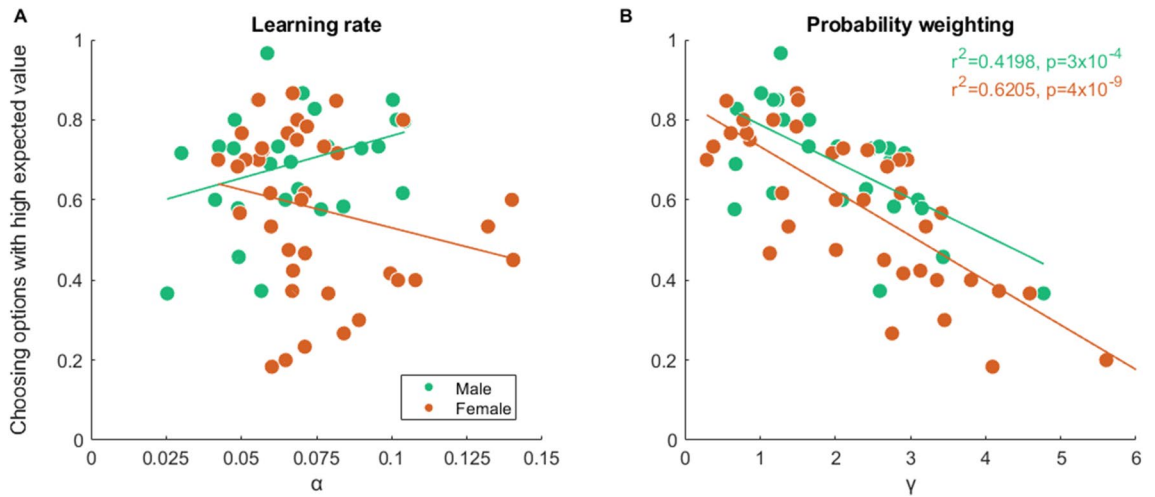 A
Learning rate
Choosing options with high expected value
1
0.8
0.6
0.4
0.2
0
0
0.025
0.05
0.075
0.1
0.125
0.15
α
Male
Female
B
Probability weighting
r²=0.4198, p=3x10⁻⁴
r²=0.6205, p=4x10⁻⁹
1
0.8
0.6
0.4
0.2
0
0
1
2
3
4
5
6
γ